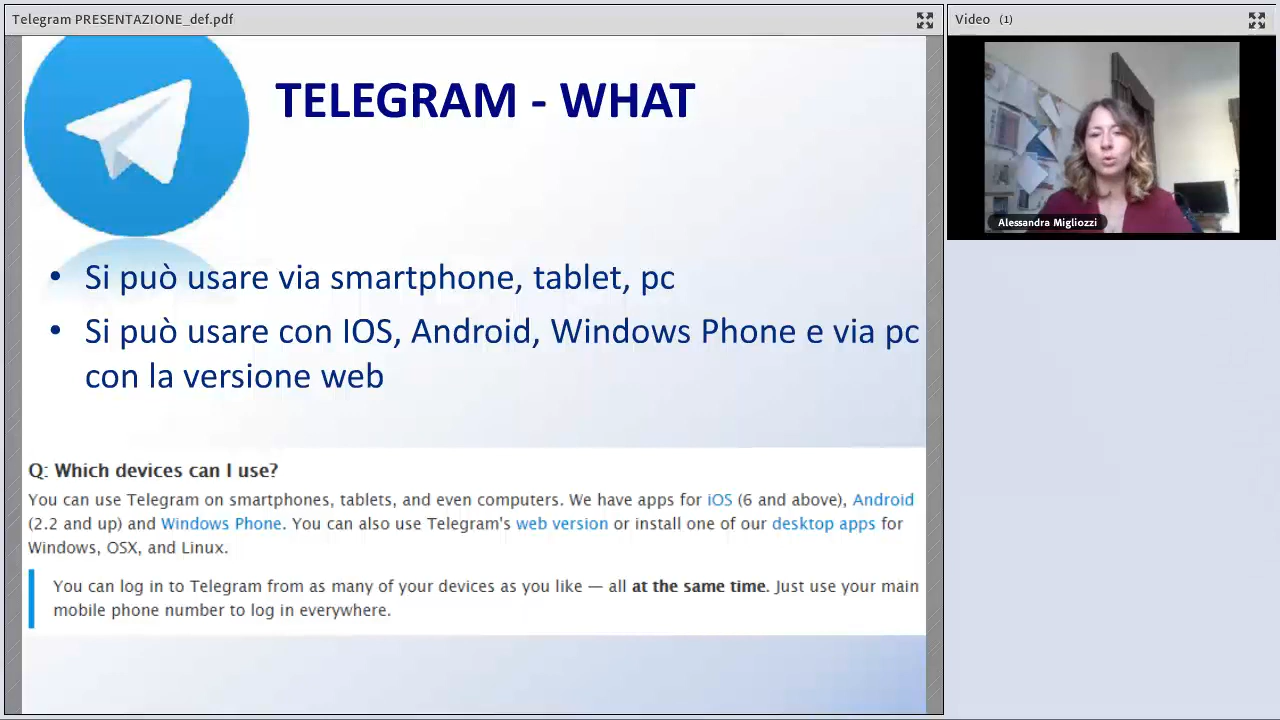 Telegram PRESENTAZIONE_def.pdf
Video (1)
TELEGRAM - WHAT
Alessandra Migliozzi
• Si può usare via smartphone, tablet, pc
• Si può usare con IOS, Android, Windows Phone e via pc
con la versione web
Q: Which devices can I use?
You can use Telegram on smartphones, tablets, and even computers. We have apps for iOS (6 and above), Android
(2.2 and up) and Windows Phone. You can also use Telegram's web version or install one of our desktop apps for
Windows, OSX, and Linux.
You can log in to Telegram from as many of your devices as you like — all at the same time. Just use your main
mobile phone number to log in everywhere.